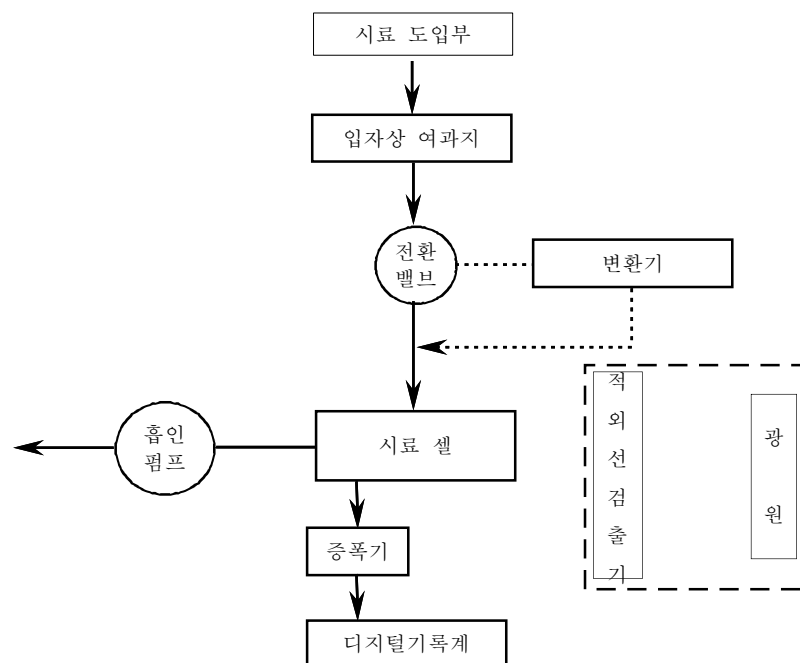 시료 도입부
입자상 여과지
전환
밸브
변환기
적
외
선
검
출
기
광
원
흡인
펌프
시료 셀
증폭기
디지털기록계